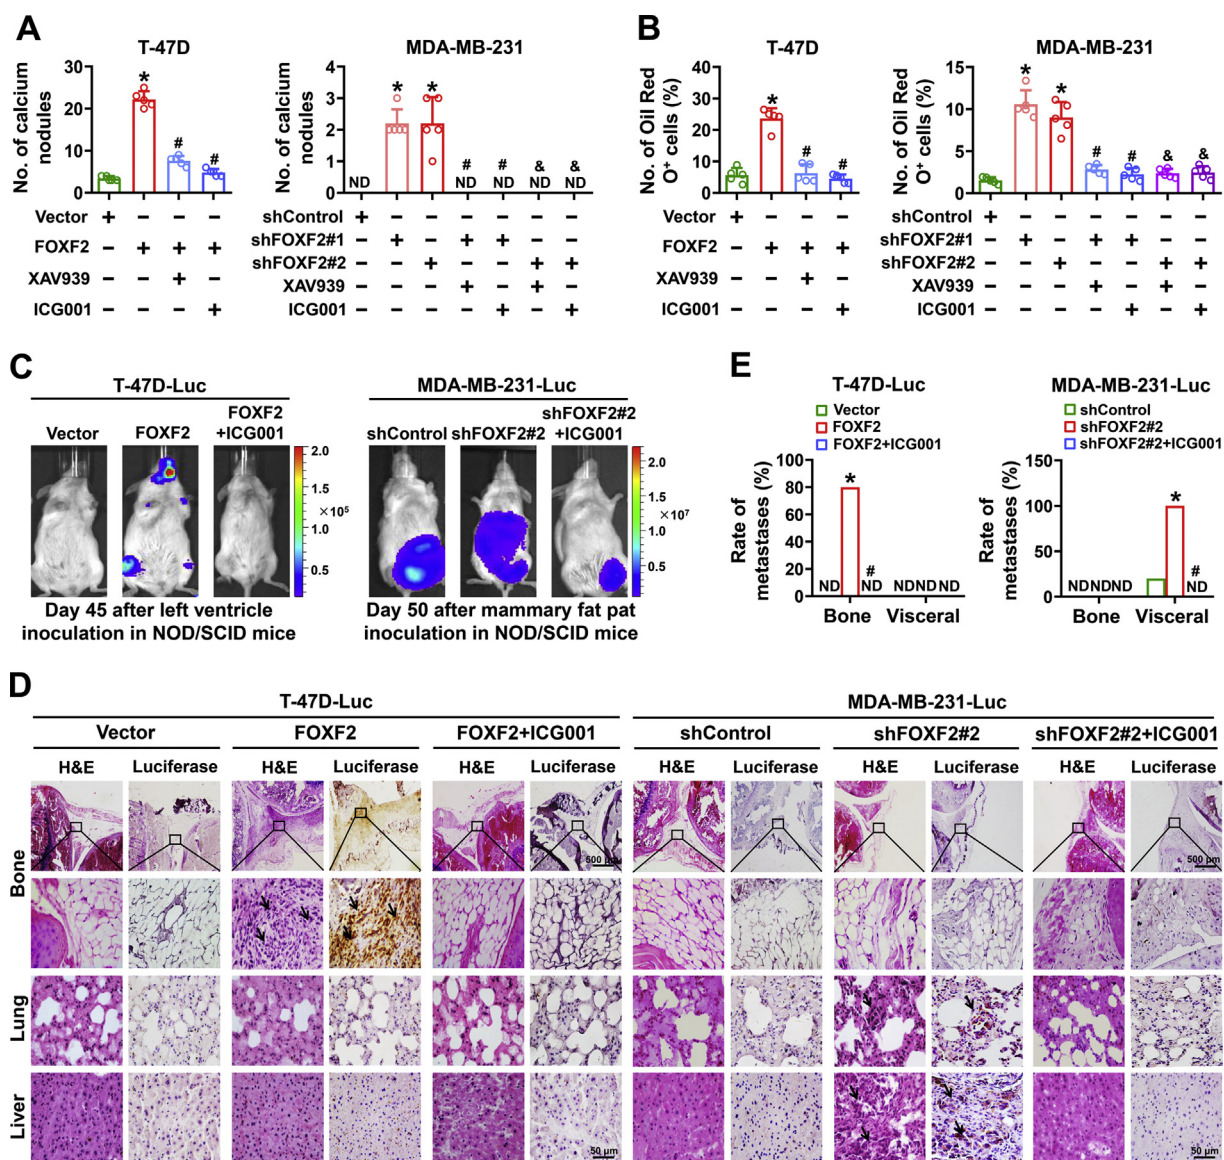 A
T-47D
No. of calcium
nodules
30
20
10
0
* # #
Vector + − − −
FOXF2 − + + +
XAV939 − − + −
ICG001 − − − +
MDA-MB-231
No. of calcium
nodules
4
3
2
1
0
* * # # & &
ND ND ND ND ND
shControl + − − − − − −
shFOXF2#1 − + − + + − −
shFOXF2#2 − − + − − + +
XAV939 − − − + − + −
ICG001 − − − − + − +
B
T-47D
No. of Oil Red
O+ cells (%)
40
30
20
10
0
* # #
Vector + − − −
FOXF2 − + + +
XAV939 − − + −
ICG001 − − − +
MDA-MB-231
No. of Oil Red
O+ cells (%)
15
10
5
0
* * # # & &
shControl + − − − − − −
shFOXF2#1 − + − + + − −
shFOXF2#2 − − + − − + +
XAV939 − − − + − + −
ICG001 − − − − + − +
C
T-47D-Luc
Vector FOXF2 FOXF2
+ICG001
2.0
1.5
×10⁵
1.0
0.5
Day 45 after left ventricle
inoculation in NOD/SCID mice
MDA-MB-231-Luc
shControl shFOXF2#2 shFOXF2#2
+ICG001
2.0
1.5
×10⁷
1.0
0.5
Day 50 after mammary fat pat
inoculation in NOD/SCID mice
E
T-47D-Luc
Vector
FOXF2
FOXF2+ICG001
Rate of
metastases (%)
100
80
60
40
20
0
* #
ND ND ND ND ND
Bone Visceral
MDA-MB-231-Luc
shControl
shFOXF2#2
shFOXF2#2+ICG001
Rate of
metastases (%)
150
100
50
0
* #
ND ND ND ND
Bone Visceral
D
T-47D-Luc MDA-MB-231-Luc
Vector FOXF2 FOXF2+ICG001 shControl shFOXF2#2 shFOXF2#2+ICG001
H&E Luciferase H&E Luciferase H&E Luciferase H&E Luciferase H&E Luciferase H&E Luciferase
Bone
500 μm
500 μm
Lung
Liver
50 μm
50 μm